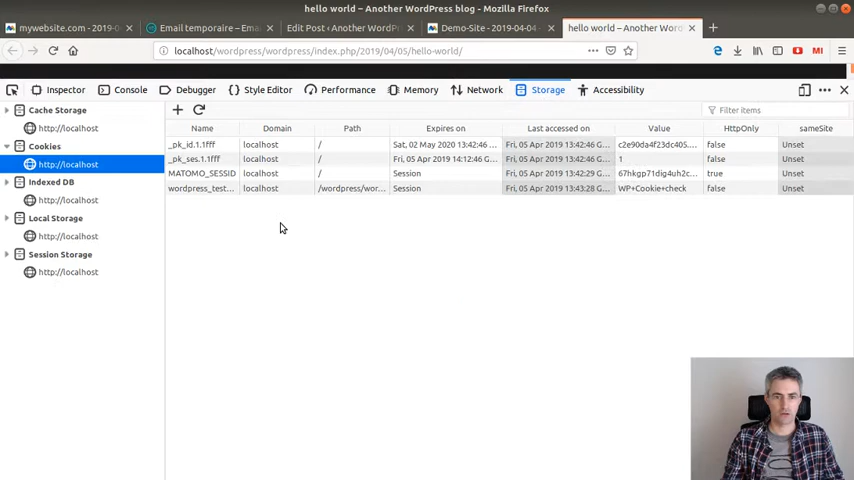 hello world – Another WordPress blog - Mozilla Firefox
mywebsite.com - 2019-0
Email temporaire – Ema
Edit Post ‹ Another WordPr
Demo-Site - 2019-04-04 -
hello world – Another Wor
localhost/wordpress/wordpress/index.php/2019/04/05/hello-world/
Inspector Console Debugger Style Editor Performance Memory Network Storage Accessibility
Cache Storage
http://localhost
Cookies
http://localhost
Indexed DB
http://localhost
Local Storage
http://localhost
Session Storage
http://localhost
Filter items
Name Domain Path Expires on Last accessed on Value HttpOnly sameSite
_pk_id.1.1fff localhost / Sat, 02 May 2020 13:42:46 ... Fri, 05 Apr 2019 13:42:46 G... c2e90da4f23dc405.... false Unset
_pk_ses.1.1fff localhost / Fri, 05 Apr 2019 14:12:46 G... Fri, 05 Apr 2019 13:42:46 G... 1 false Unset
MATOMO_SESSID localhost / Session Fri, 05 Apr 2019 13:42:29 G... 67hkgp71dig4uh2c... true Unset
wordpress_test... localhost /wordpress/wor... Session Fri, 05 Apr 2019 13:43:28 G... WP+Cookie+check false Unset